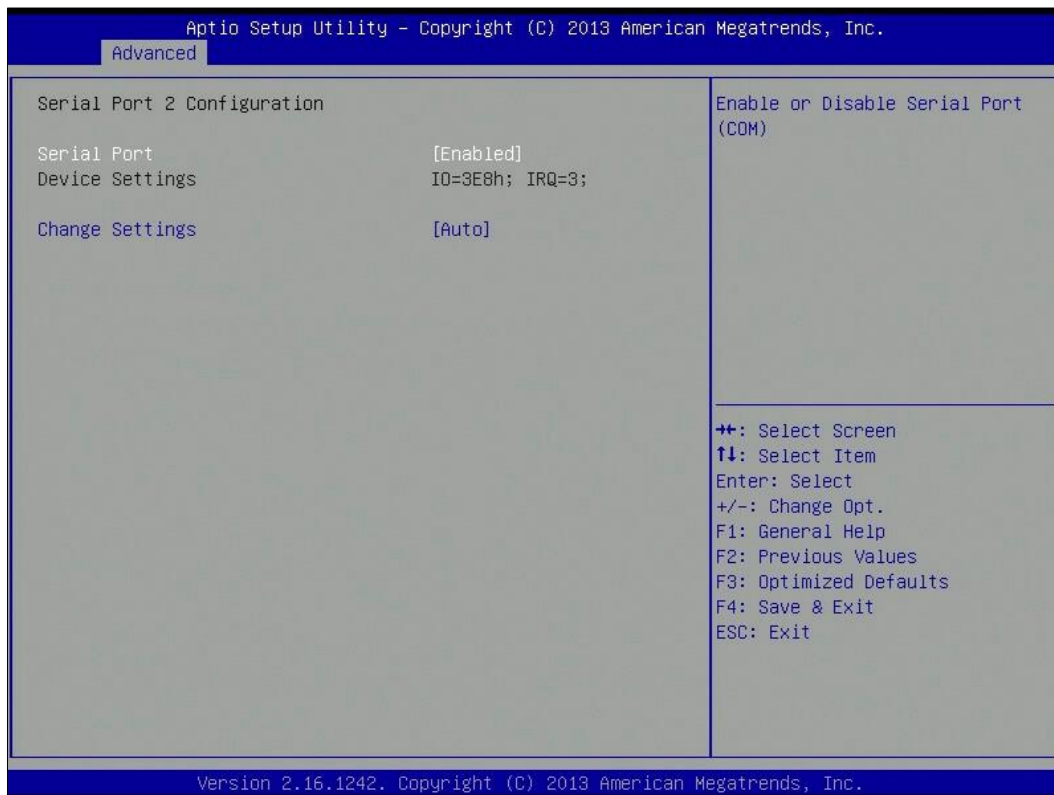 Aptio Setup Utility – Copyright (C) 2013 American Megatrends, Inc.
Advanced
Serial Port 2 Configuration
Serial Port [Enabled]
Device Settings IO=3E8h; IRQ=3;
Change Settings [Auto]
Enable or Disable Serial Port
(COM)
→←: Select Screen
↑↓: Select Item
Enter: Select
+/-: Change Opt.
F1: General Help
F2: Previous Values
F3: Optimized Defaults
F4: Save & Exit
ESC: Exit
Version 2.16.1242. Copyright (C) 2013 American Megatrends, Inc.